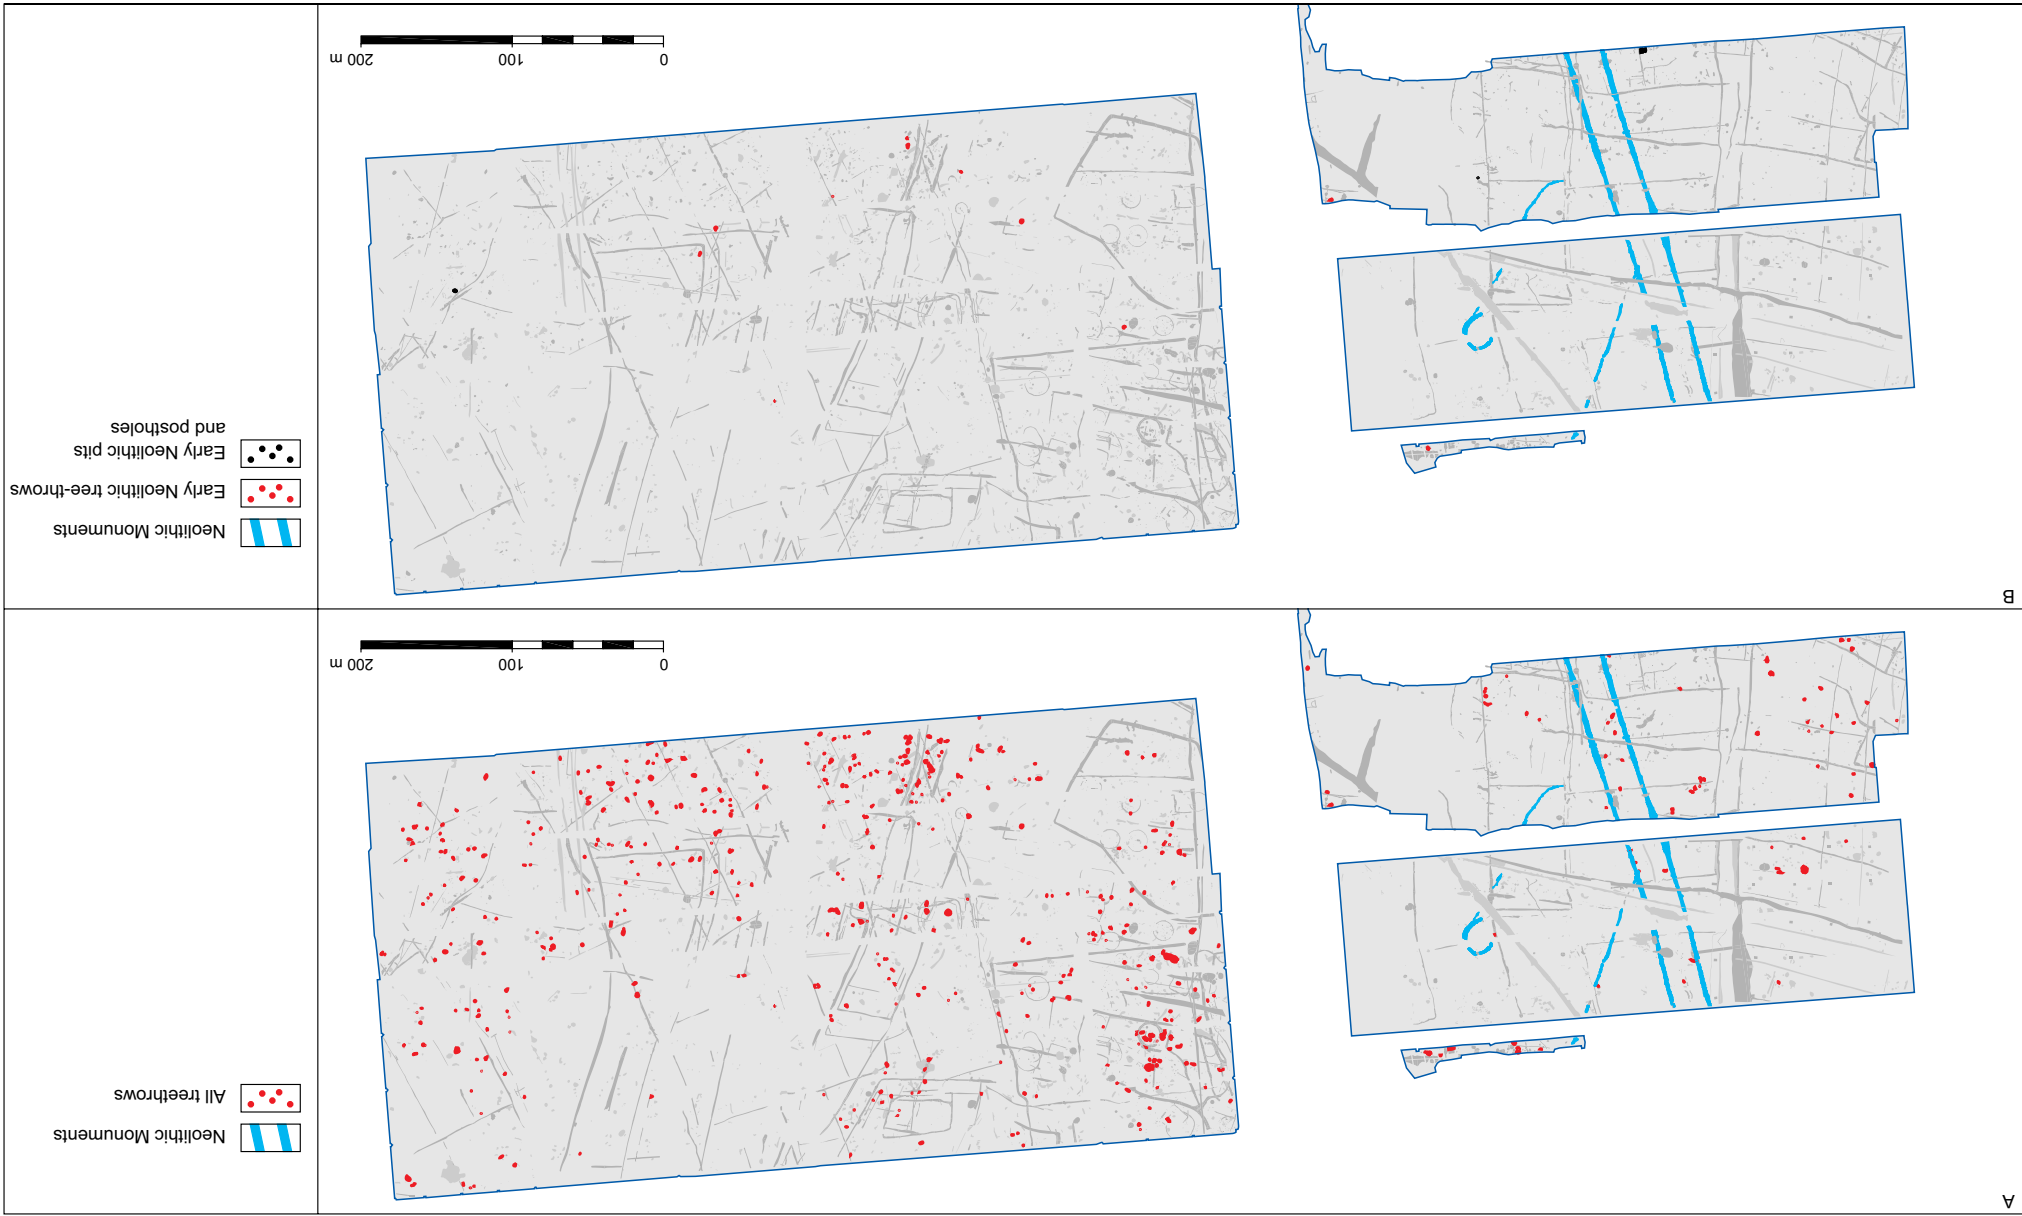 A
Neolithic Monuments
All treethrows
0 100 200 m
B
Neolithic Monuments
Early Neolithic tree-throws
Early Neolithic pits
and postholes
0 100 200 m